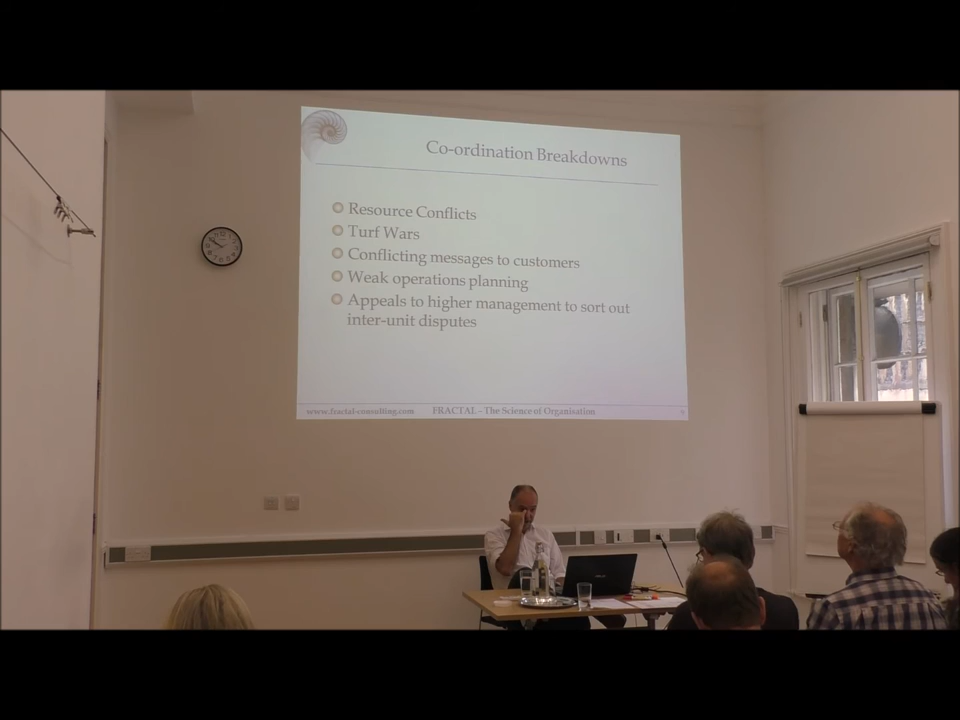 Co-ordination Breakdowns
Resource Conflicts
Turf Wars
Conflicting messages to customers
Weak operations planning
Appeals to higher management to sort out
inter-unit disputes
www.fractal-consulting.com FRACTAL - The Science of Organisation